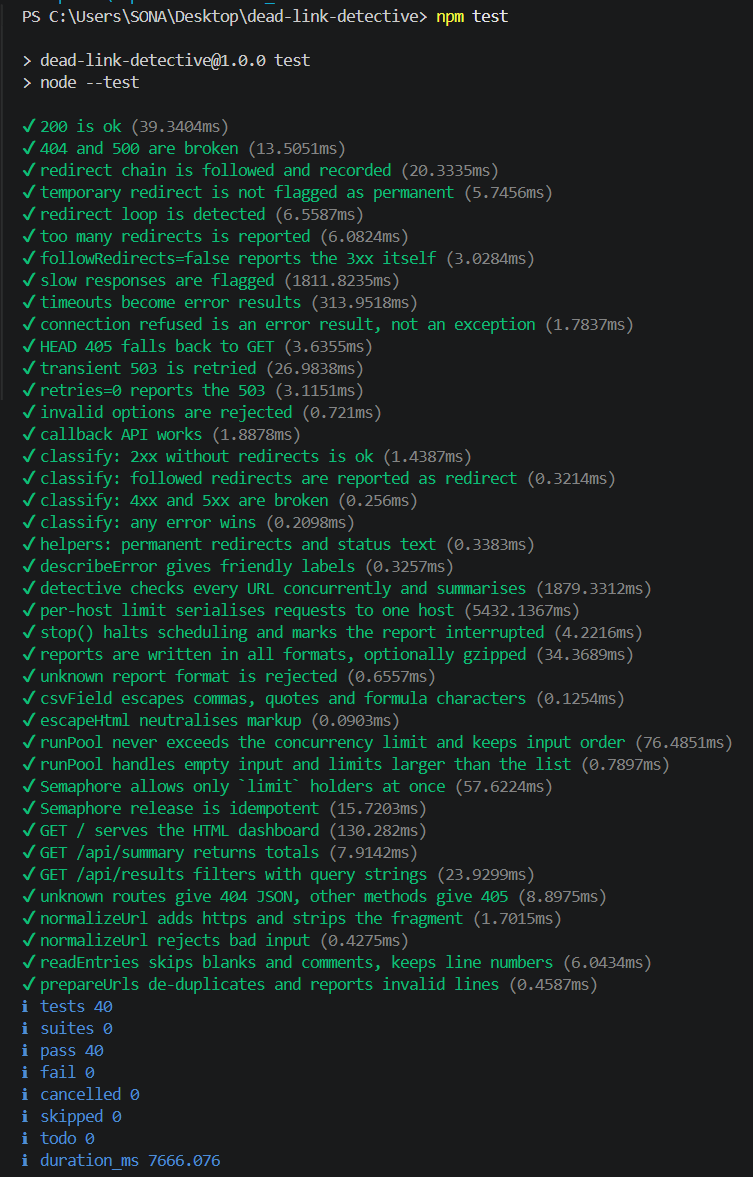 PS C:\Users\SONA\Desktop\dead-link-detective> npm test
> dead-link-detective@1.0.0 test
> node --test
✔ 200 is ok (39.3404ms)
✔ 404 and 500 are broken (13.5051ms)
✔ redirect chain is followed and recorded (20.3335ms)
✔ temporary redirect is not flagged as permanent (5.7456ms)
✔ redirect loop is detected (6.5587ms)
✔ too many redirects is reported (6.0824ms)
✔ followRedirects=false reports the 3xx itself (3.0284ms)
✔ slow responses are flagged (1811.8235ms)
✔ timeouts become error results (313.9518ms)
✔ connection refused is an error result, not an exception (1.7837ms)
✔ HEAD 405 falls back to GET (3.6355ms)
✔ transient 503 is retried (26.9838ms)
✔ retries=0 reports the 503 (3.1151ms)
✔ invalid options are rejected (0.721ms)
✔ callback API works (1.8878ms)
✔ classify: 2xx without redirects is ok (1.4387ms)
✔ classify: followed redirects are reported as redirect (0.3214ms)
✔ classify: 4xx and 5xx are broken (0.256ms)
✔ classify: any error wins (0.2098ms)
✔ helpers: permanent redirects and status text (0.3383ms)
✔ describeError gives friendly labels (0.3257ms)
✔ detective checks every URL concurrently and summarises (1879.3312ms)
✔ per-host limit serialises requests to one host (5432.1367ms)
✔ stop() halts scheduling and marks the report interrupted (4.2216ms)
✔ reports are written in all formats, optionally gzipped (34.3689ms)
✔ unknown report format is rejected (0.6557ms)
✔ csvField escapes commas, quotes and formula characters (0.1254ms)
✔ escapeHtml neutralises markup (0.0903ms)
✔ runPool never exceeds the concurrency limit and keeps input order (76.4851ms)
✔ runPool handles empty input and limits larger than the list (0.7897ms)
✔ Semaphore allows only `limit` holders at once (57.6224ms)
✔ Semaphore release is idempotent (15.7203ms)
✔ GET / serves the HTML dashboard (130.282ms)
✔ GET /api/summary returns totals (7.9142ms)
✔ GET /api/results filters with query strings (23.9299ms)
✔ unknown routes give 404 JSON, other methods give 405 (8.8975ms)
✔ normalizeUrl adds https and strips the fragment (1.7015ms)
✔ normalizeUrl rejects bad input (0.4275ms)
✔ readEntries skips blanks and comments, keeps line numbers (6.0434ms)
✔ prepareUrls de-duplicates and reports invalid lines (0.4587ms)
ℹ tests 40
ℹ suites 0
ℹ pass 40
ℹ fail 0
ℹ cancelled 0
ℹ skipped 0
ℹ todo 0
ℹ duration_ms 7666.076